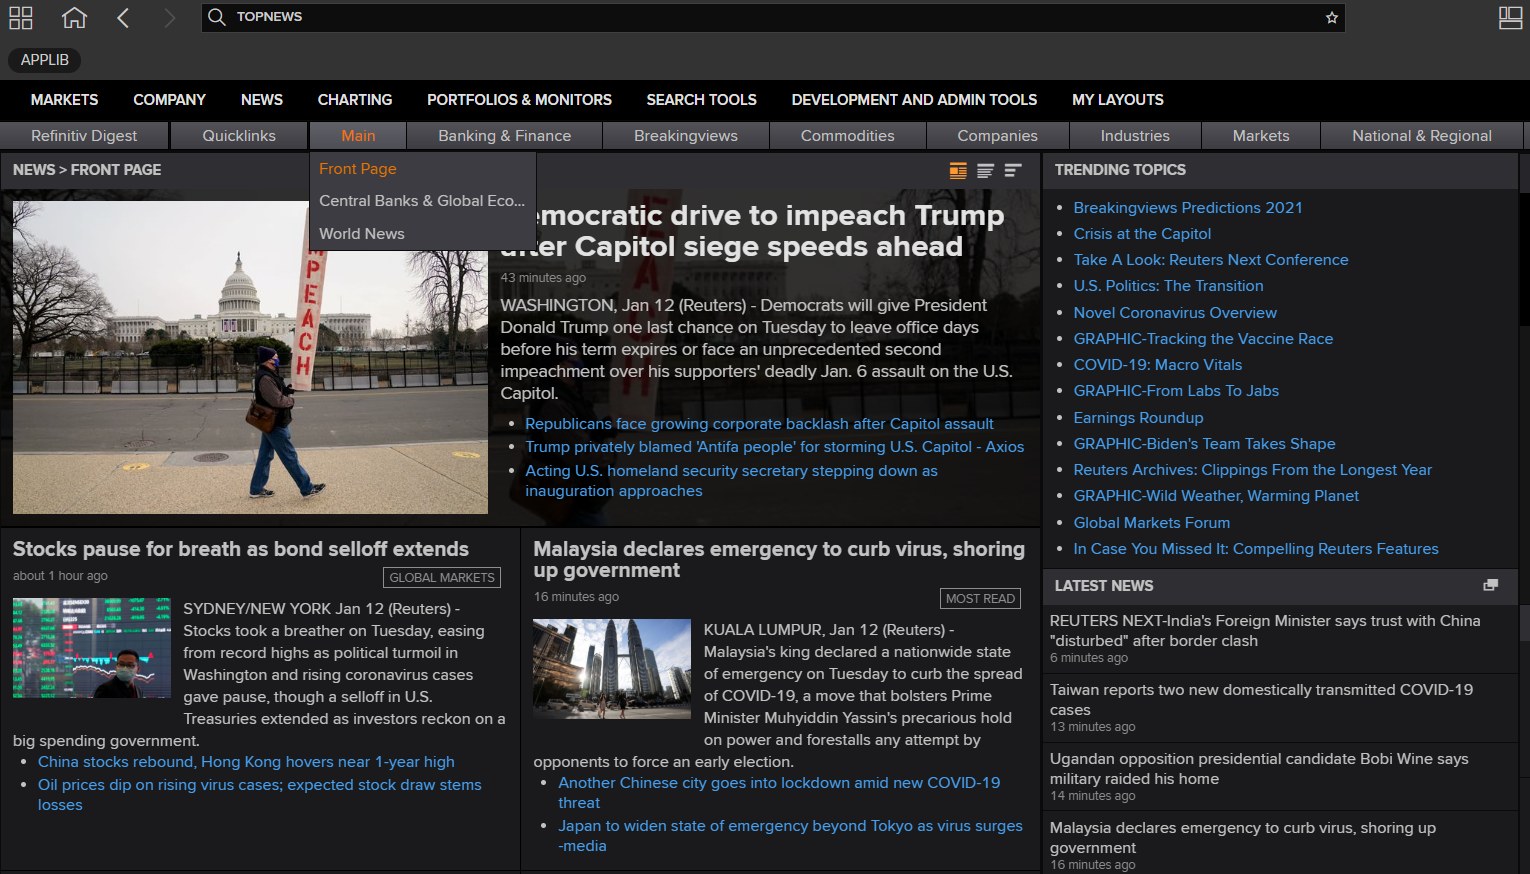 TOPNEWS
APPLIB
MARKETS COMPANY NEWS CHARTING PORTFOLIOS & MONITORS SEARCH TOOLS DEVELOPMENT AND ADMIN TOOLS MY LAYOUTS
Refinitiv Digest Quicklinks Main Banking & Finance Breakingviews Commodities Companies Industries Markets National & Regional
NEWS > FRONT PAGE
Front Page
Central Banks & Global Eco...
World News
emocratic drive to impeach Trump
after Capitol siege speeds ahead
43 minutes ago
WASHINGTON, Jan 12 (Reuters) - Democrats will give President
Donald Trump one last chance on Tuesday to leave office days
before his term expires or face an unprecedented second
impeachment over his supporters' deadly Jan. 6 assault on the U.S.
Capitol.
• Republicans face growing corporate backlash after Capitol assault
• Trump privately blamed 'Antifa people' for storming U.S. Capitol - Axios
• Acting U.S. homeland security secretary stepping down as
inauguration approaches
MPEACH
Stocks pause for breath as bond selloff extends
about 1 hour ago
GLOBAL MARKETS
SYDNEY/NEW YORK Jan 12 (Reuters) -
Stocks took a breather on Tuesday, easing
from record highs as political turmoil in
Washington and rising coronavirus cases
gave pause, though a selloff in U.S.
Treasuries extended as investors reckon on a
big spending government.
• China stocks rebound, Hong Kong hovers near 1-year high
• Oil prices dip on rising virus cases; expected stock draw stems
losses
Malaysia declares emergency to curb virus, shoring
up government
16 minutes ago
MOST READ
KUALA LUMPUR, Jan 12 (Reuters) -
Malaysia's king declared a nationwide state
of emergency on Tuesday to curb the spread
of COVID-19, a move that bolsters Prime
Minister Muhyiddin Yassin's precarious hold
on power and forestalls any attempt by
opponents to force an early election.
• Another Chinese city goes into lockdown amid new COVID-19
threat
• Japan to widen state of emergency beyond Tokyo as virus surges
-media
TRENDING TOPICS
• Breakingviews Predictions 2021
• Crisis at the Capitol
• Take A Look: Reuters Next Conference
• U.S. Politics: The Transition
• Novel Coronavirus Overview
• GRAPHIC-Tracking the Vaccine Race
• COVID-19: Macro Vitals
• GRAPHIC-From Labs To Jabs
• Earnings Roundup
• GRAPHIC-Biden's Team Takes Shape
• Reuters Archives: Clippings From the Longest Year
• GRAPHIC-Wild Weather, Warming Planet
• Global Markets Forum
• In Case You Missed It: Compelling Reuters Features
LATEST NEWS
REUTERS NEXT-India's Foreign Minister says trust with China
"disturbed" after border clash
6 minutes ago
Taiwan reports two new domestically transmitted COVID-19
cases
13 minutes ago
Ugandan opposition presidential candidate Bobi Wine says
military raided his home
14 minutes ago
Malaysia declares emergency to curb virus, shoring up
government
16 minutes ago